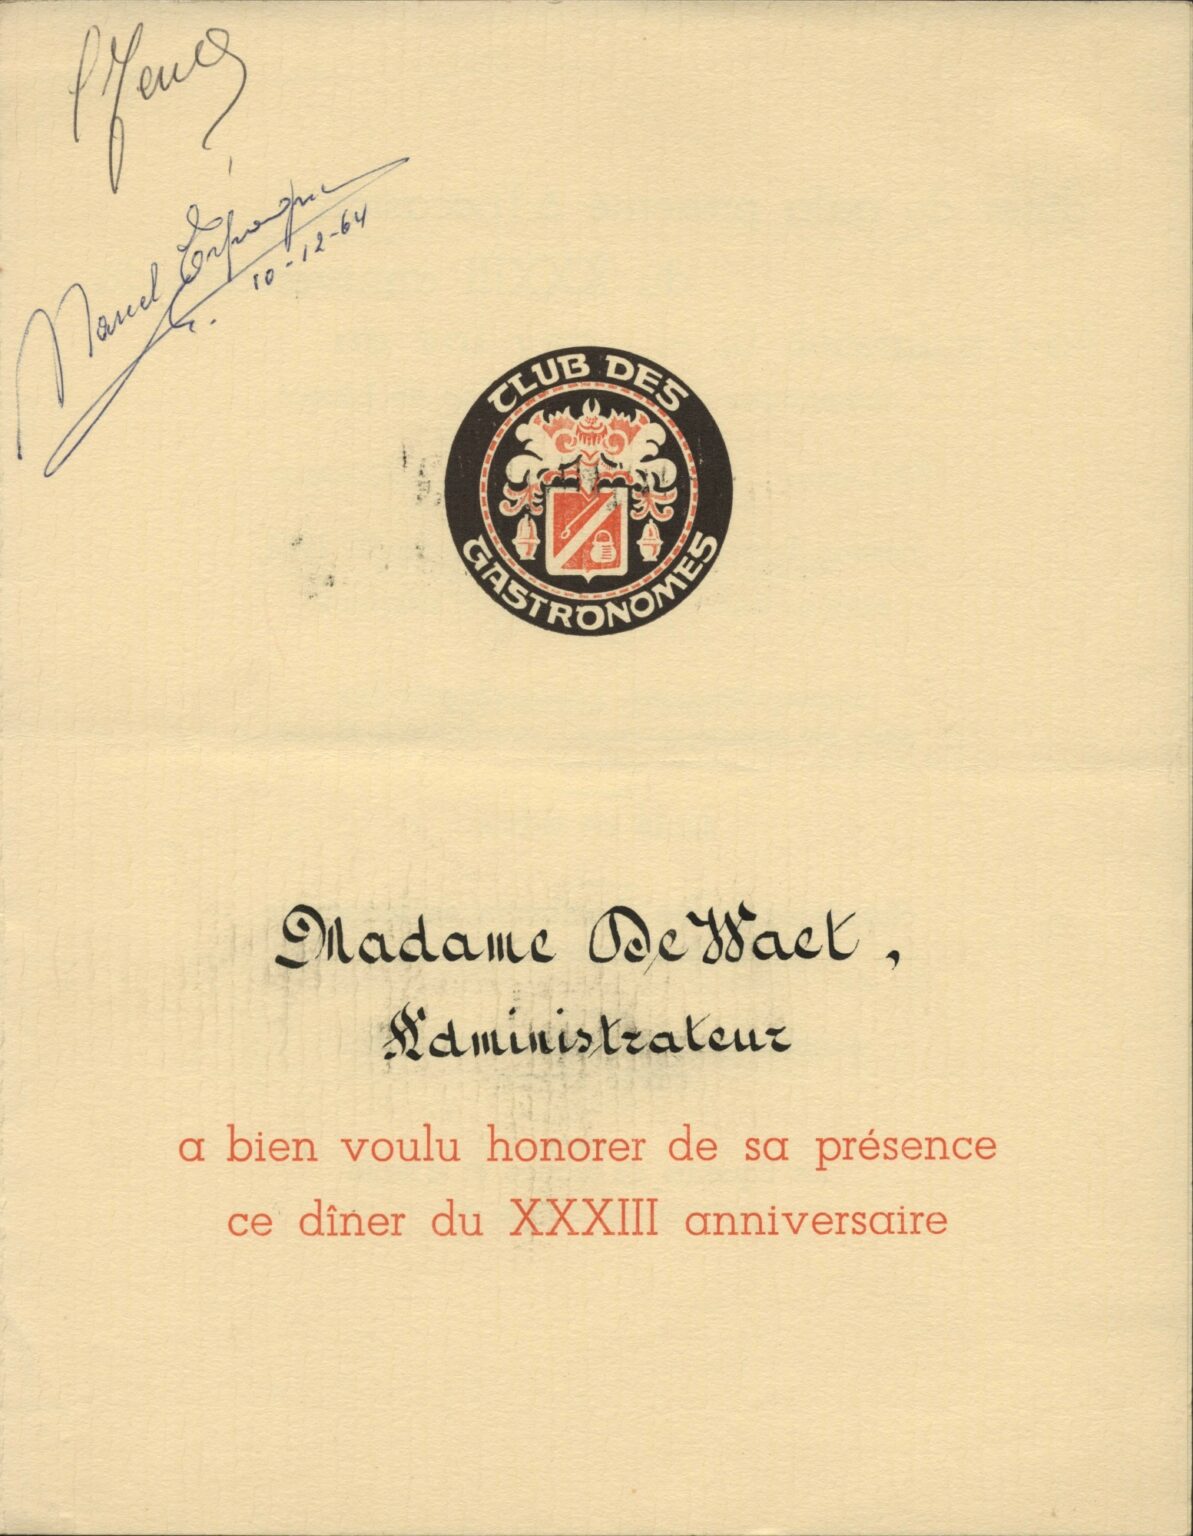 Marcel
10-12-64
CLUB DES
GASTRONOMES
Madame De Waet,
Administrateur
a bien voulu honorer de sa présence
ce dîner du XXXIII anniversaire